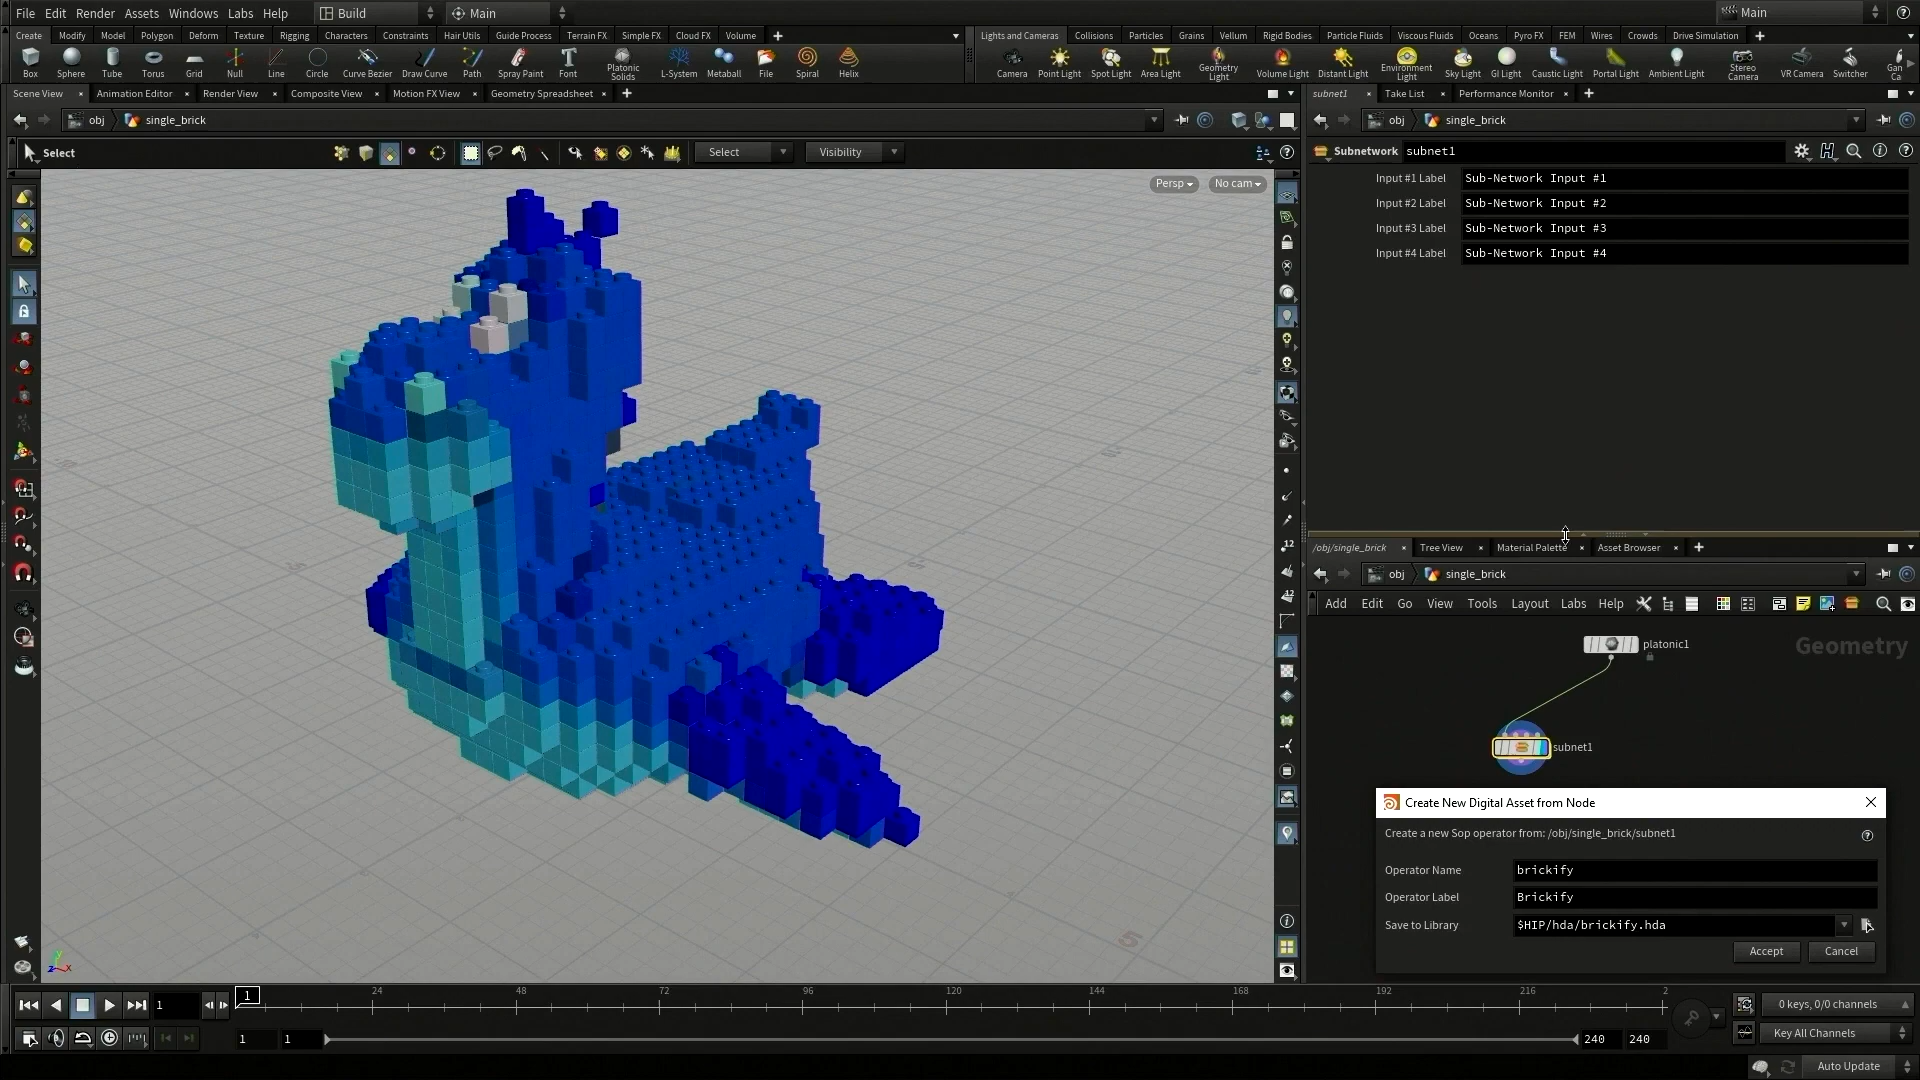 File Edit Render Assets Windows Labs Help Build Main Main
Create Modify Model Polygon Deform Texture Rigging Characters Constraints Hair Utils Guide Process Terrain FX Simple FX Cloud FX Volume
Lights and Cameras Collisions Particles Grains Vellum Rigid Bodies Particle Fluids Viscous Fluids Oceans Pyro FX FEM Wires Crowds Drive Simulation
Box Sphere Tube Torus Grid Null Line Circle Curve Bezier Draw Curve Path Spray Paint Font Platonic Solids L-System Metaball File Spiral Helix
Camera Point Light Spot Light Area Light Geometry Light Volume Light Distant Light Environment Light Sky Light GI Light Caustic Light Portal Light Ambient Light Stereo Camera VR Camera Switcher Gan Ca
Scene View Animation Editor Render View Composite View Motion FX View Geometry Spreadsheet
subnet1 Take List Performance Monitor
obj single_brick
obj single_brick
Select Select Visibility
Subnetwork subnet1
Persp No cam
Input #1 Label Sub-Network Input #1
Input #2 Label Sub-Network Input #2
Input #3 Label Sub-Network Input #3
Input #4 Label Sub-Network Input #4
/obj/single_brick Tree View Material Palette Asset Browser
obj single_brick
Add Edit Go View Tools Layout Labs Help
platonic1
Geometry
subnet1
Create New Digital Asset from Node
Create a new Sop operator from: /obj/single_brick/subnet1
Operator Name brickify
Operator Label Brickify
Save to Library $HIP/hda/brickify.hda
Accept Cancel
12
12
5
y
z x
1 1 24 48 72 96 120 144 168 192 216 2
0 keys, 0/0 channels
1 1 240 240
Key All Channels
Auto Update